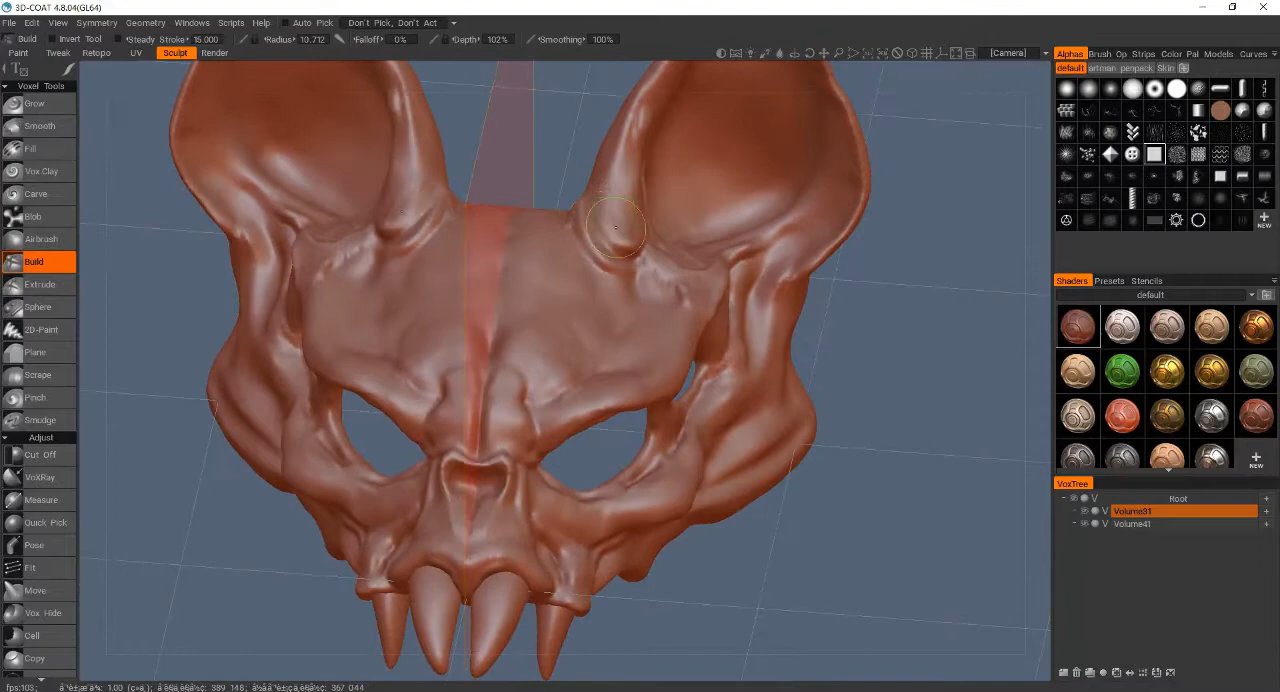 3D-COAT 4.8.04(GL64)
File Edit View Symmetry Geometry Windows Scripts Help Auto Pick Don't Pick, Don't Act
Build Invert Tool Steady Stroke 15.000 Radius 10.712 Falloff 0% Depth 102% Smoothing 100%
Paint Tweak Retopo UV Sculpt Render [Camera]
Alphas Brush Op Strips Color Pal Models Curves
default artman penpack Skin
Voxel Tools
Grow
Smooth
Fill
Vox Clay
Carve
Blob
Airbrush
Build
Extrude
Sphere
2D-Paint
Plane
Scrape
Pinch
Smudge
Adjust
Cut Off
VoXRay
Measure
Quick Pick
Pose
Fit
Move
Vox Hide
Cell
Copy
NEW
Shaders Presets Stencils
default
NEW
VoxTree
Root
V Volume31
V Volume41
fps:103;